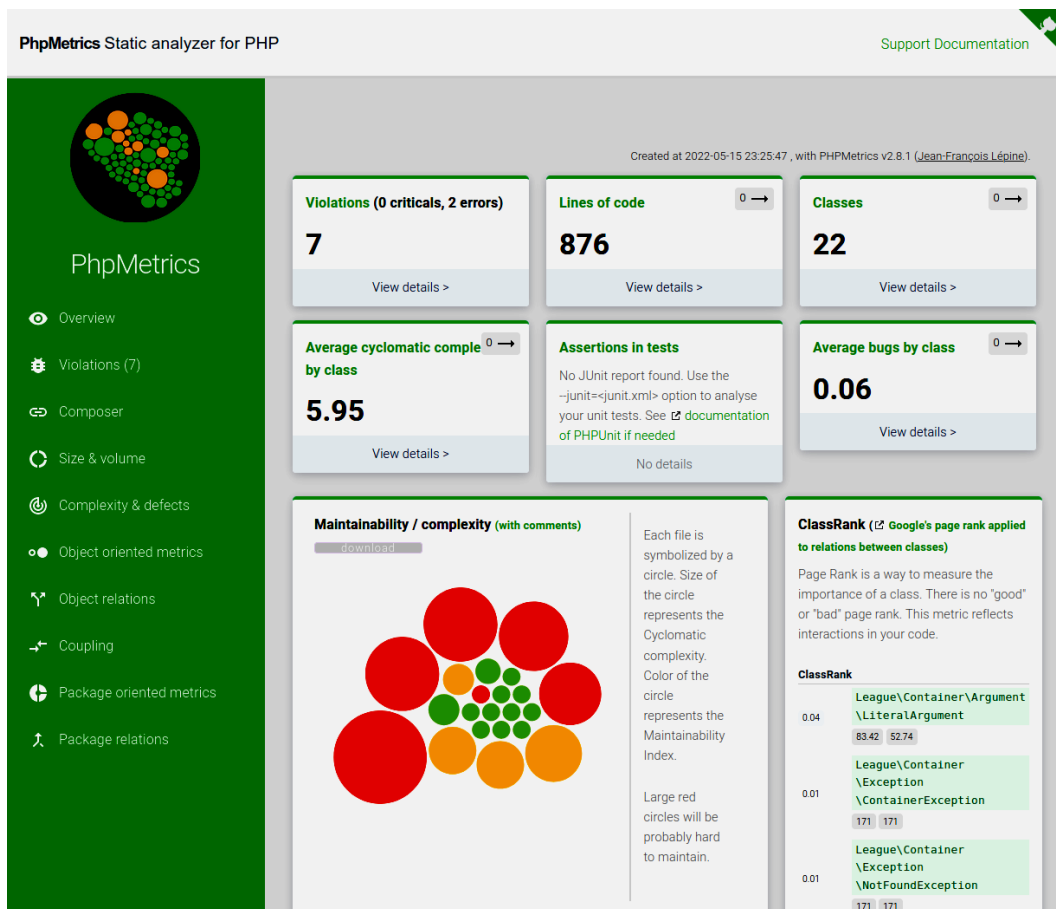 PhpMetrics Static analyzer for PHP
Support Documentation
PhpMetrics
Overview
Violations (7)
Composer
Size & volume
Complexity & defects
Object oriented metrics
Object relations
Coupling
Package oriented metrics
Package relations
Created at 2022-05-15 23:25:47 , with PHPMetrics v2.8.1 (Jean-François Lépine).
Violations (0 criticals, 2 errors)
7
View details >
Lines of code
0
876
View details >
Classes
0
22
View details >
Average cyclomatic comple
0
by class
5.95
View details >
Assertions in tests
No JUnit report found. Use the
--junit=<junit.xml> option to analyse
your unit tests. See documentation
of PHPUnit if needed
No details
Average bugs by class
0
0.06
View details >
Maintainability / complexity (with comments)
download
Each file is
symbolized by a
circle. Size of
the circle
represents the
Cyclomatic
complexity.
Color of the
circle
represents the
Maintainability
Index.
Large red
circles will be
probably hard
to maintain.
ClassRank (Google's page rank applied
to relations between classes)
Page Rank is a way to measure the
importance of a class. There is no "good"
or "bad" page rank. This metric reflects
interactions in your code.
ClassRank
0.04
League\Container\Argument
\LiteralArgument
83.42 52.74
0.01
League\Container
\Exception
\ContainerException
171 171
0.01
League\Container
\Exception
\NotFoundException
171 171